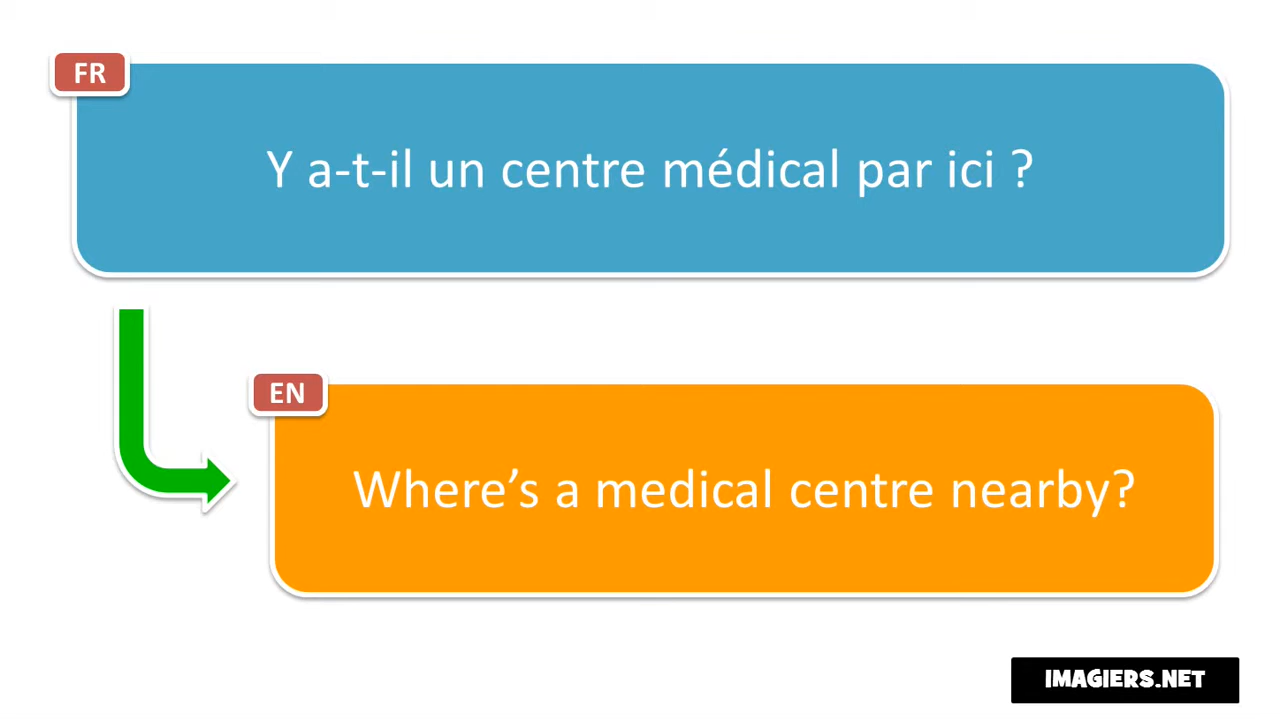 FR
Y a-t-il un centre médical par ici ?
EN
Where’s a medical centre nearby?
IMAGIERS.NET